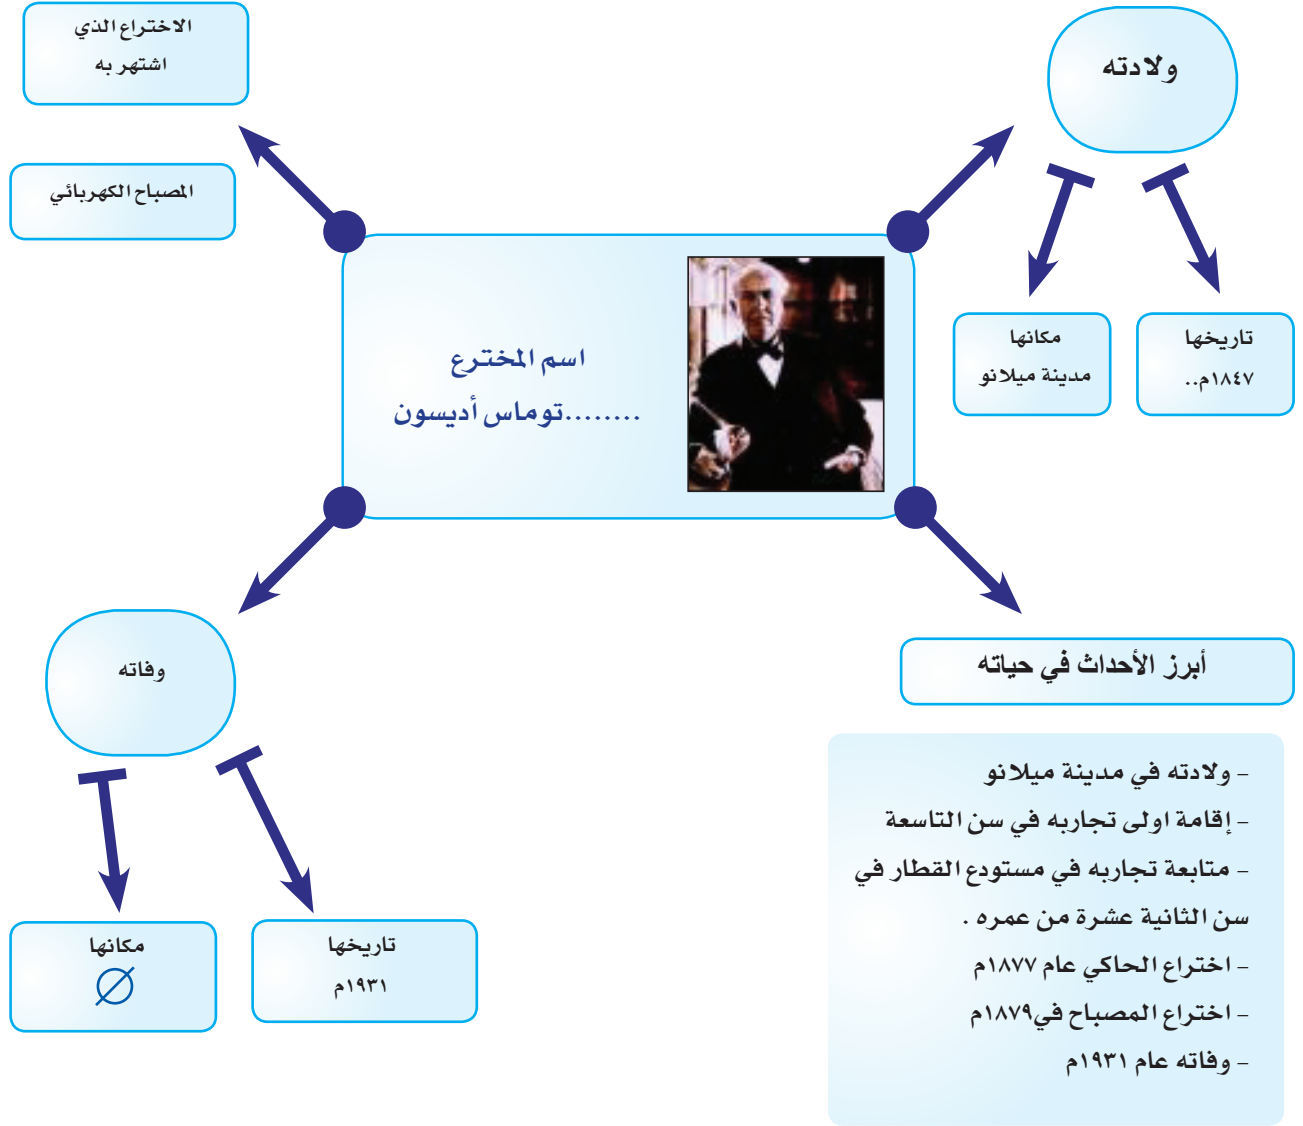 ولادته
تاريخها
١٨٤٧م..
مكانها
مدينة ميلانو
الاختراع الذي
اشتهر به
المصباح الكهربائي
اسم المخترع
........توماس أديسون
أبرز الأحداث في حياته
– ولادته في مدينة ميلانو
– إقامة اولى تجاربه في سن التاسعة
– متابعة تجاربه في مستودع القطار في
سن الثانية عشرة من عمره .
– اختراع الحاكي عام ١٨٧٧م
– اختراع المصباح في١٨٧٩م
– وفاته عام ١٩٣١م
وفاته
تاريخها
١٩٣١م
مكانها
∅